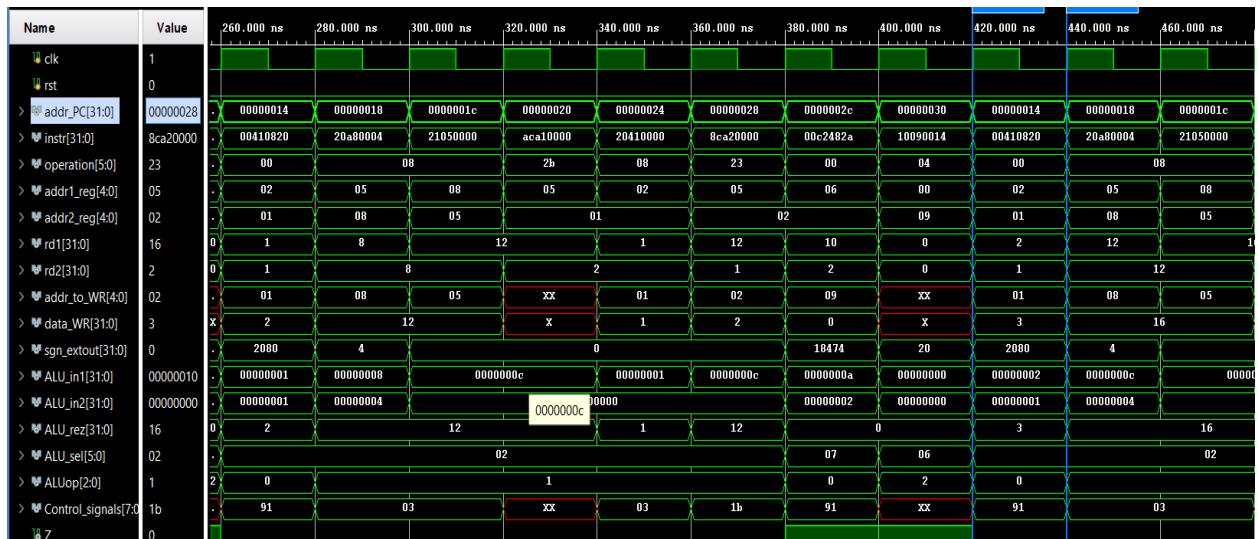 Name Value 260.000 ns 280.000 ns 300.000 ns 320.000 ns 340.000 ns 360.000 ns 380.000 ns 400.000 ns 420.000 ns 440.000 ns 460.000 ns
clk 1
rst 0
addr_PC[31:0] 00000028 00000014 00000018 0000001c 00000020 00000024 00000028 0000002c 00000030 00000014 00000018 0000001c
instr[31:0] 8ca20000 00410820 20a80004 21050000 aca10000 20410000 8ca20000 00c2482a 10090014 00410820 20a80004 21050000
operation[5:0] 23 00 08 2b 08 23 00 04 00 08
addr1_reg[4:0] 05 02 05 08 05 02 05 06 00 02 05 08
addr2_reg[4:0] 02 01 08 05 01 02 09 01 08 05
rd1[31:0] 16 0 1 8 12 1 12 10 0 2 12 1
rd2[31:0] 2 0 1 8 2 1 2 0 1 12
addr_to_WR[4:0] 02 01 08 05 XX 01 02 09 XX 01 08 05
data_WR[31:0] 3 X 2 12 X 1 2 0 X 3 16
sgn_extout[31:0] 0 2080 4 0 18474 20 2080 4
ALU_in1[31:0] 00000010 00000001 00000008 0000000c 00000001 0000000c 0000000a 00000000 00000002 0000000c 0000
ALU_in2[31:0] 00000000 00000001 00000004 0000000c 00000 00000002 00000000 00000001 00000004
ALU_rez[31:0] 16 0 2 12 1 12 0 3 16
ALU_sel[5:0] 02 02 07 06 02
ALUop[2:0] 1 2 0 1 0 2 0
Control_signals[7:0 1b 91 03 XX 03 1b 91 XX 91 03
Z 0